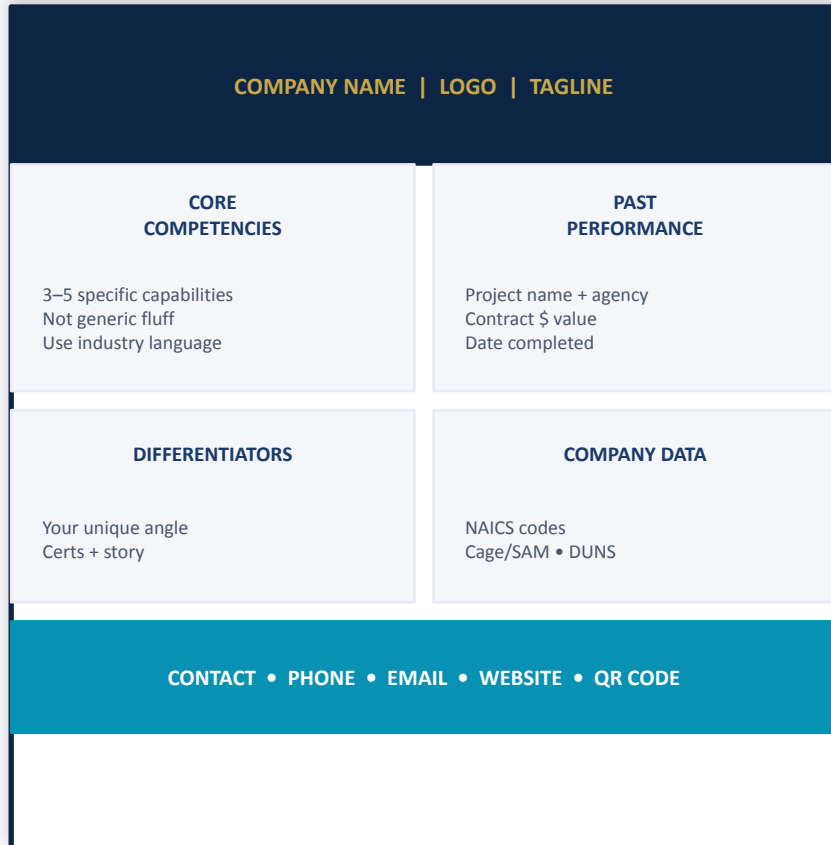 COMPANY NAME | LOGO | TAGLINE
CORE
COMPETENCIES
3–5 specific capabilities
Not generic fluff
Use industry language
PAST
PERFORMANCE
Project name + agency
Contract $ value
Date completed
DIFFERENTIATORS
Your unique angle
Certs + story
COMPANY DATA
NAICS codes
Cage/SAM • DUNS
CONTACT • PHONE • EMAIL • WEBSITE • QR CODE